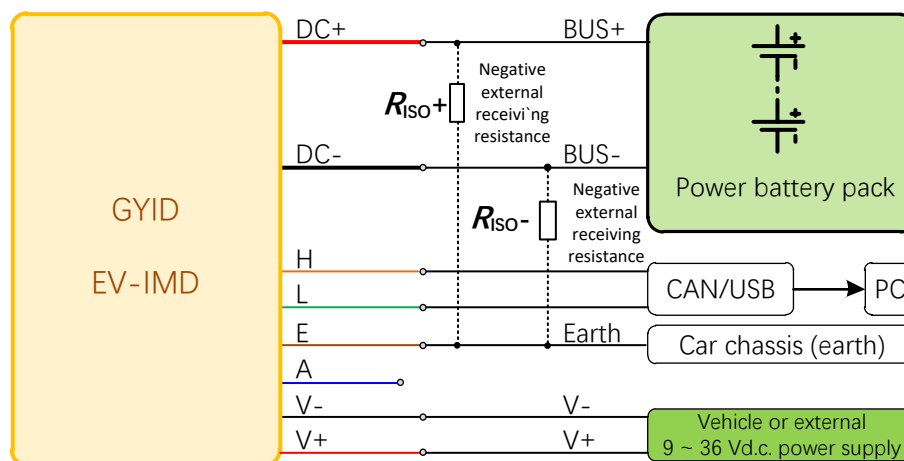 DC+
BUS+
Negative
external
receivi`ng
resistance
RISO+
DC-
BUS-
Power battery pack
GYID
EV-IMD
Negative
external
receiving
resistance
RISO-
H
L
CAN/USB
PC
E
Earth
Car chassis (earth)
A
V-
V-
V+
V+
Vehicle or external
9 ~ 36 Vd.c. power supply